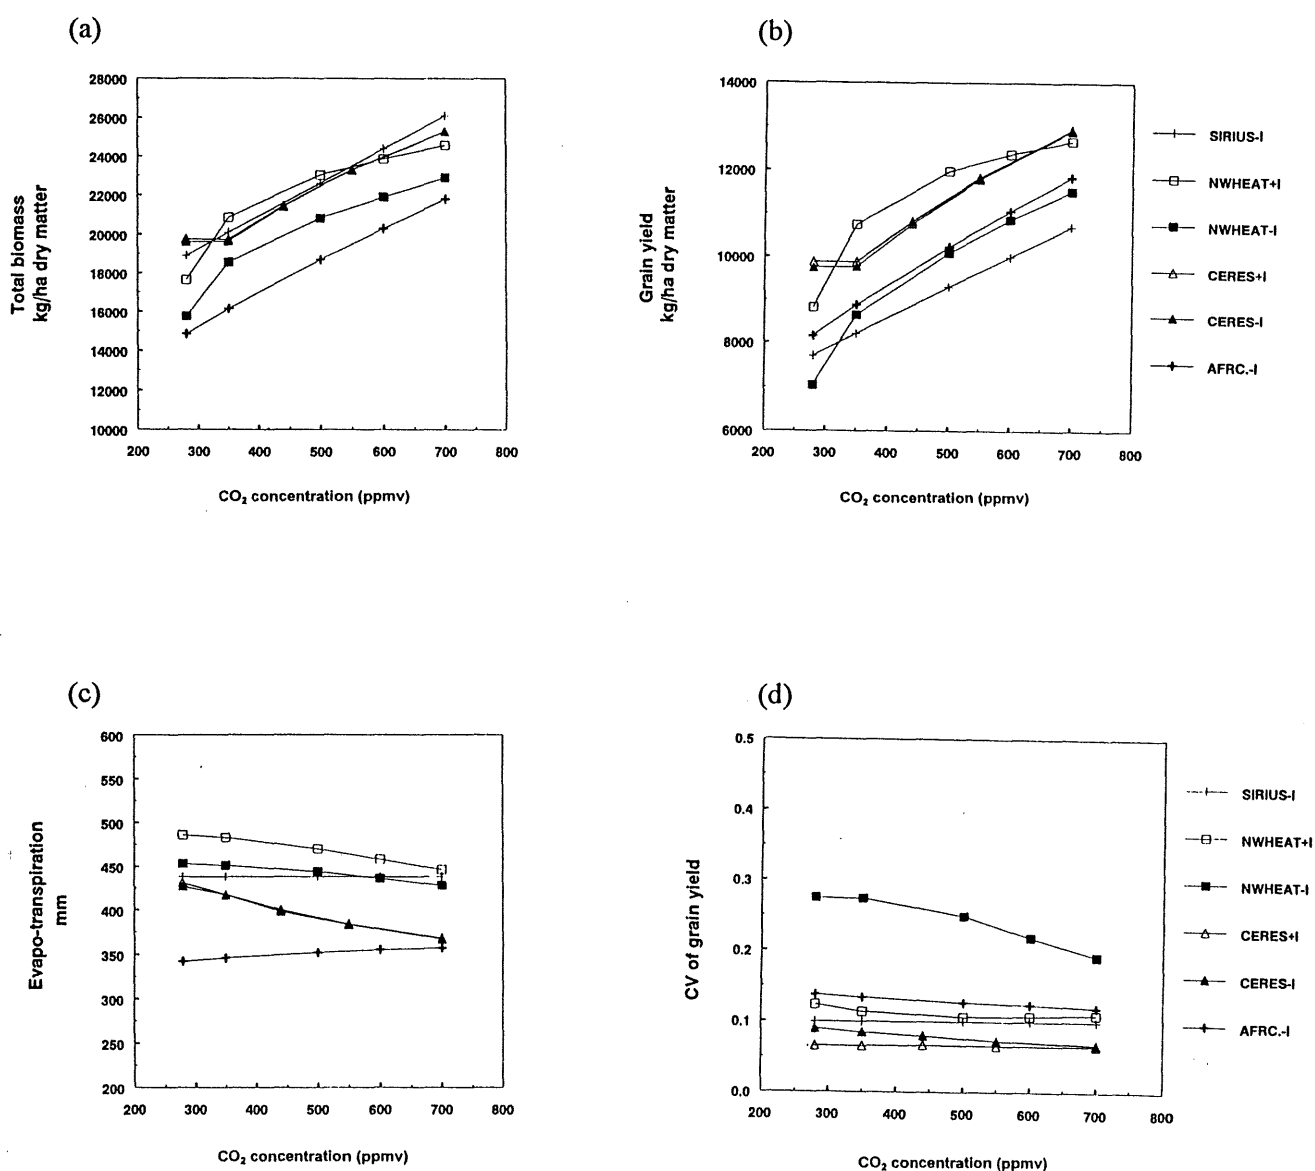 (a)
28000
26000
24000
22000
20000
18000
16000
14000
12000
10000
200 300 400 500 600 700 800
Total biomass
kg/ha dry matter
CO₂ concentration (ppmv)
(b)
14000
12000
10000
8000
6000
200 300 400 500 600 700 800
Grain yield
kg/ha dry matter
CO₂ concentration (ppmv)
SIRIUS-I
NWHEAT+I
NWHEAT-I
CERES+I
CERES-I
AFRC.-I
(c)
600
550
500
450
400
350
300
250
200
200 300 400 500 600 700 800
Evapo-transpiration
mm
CO₂ concentration (ppmv)
(d)
0.5
0.4
0.3
0.2
0.1
0.0
200 300 400 500 600 700 800
CV of grain yield
CO₂ concentration (ppmv)
SIRIUS-I
NWHEAT+I
NWHEAT-I
CERES+I
CERES-I
AFRC.-I